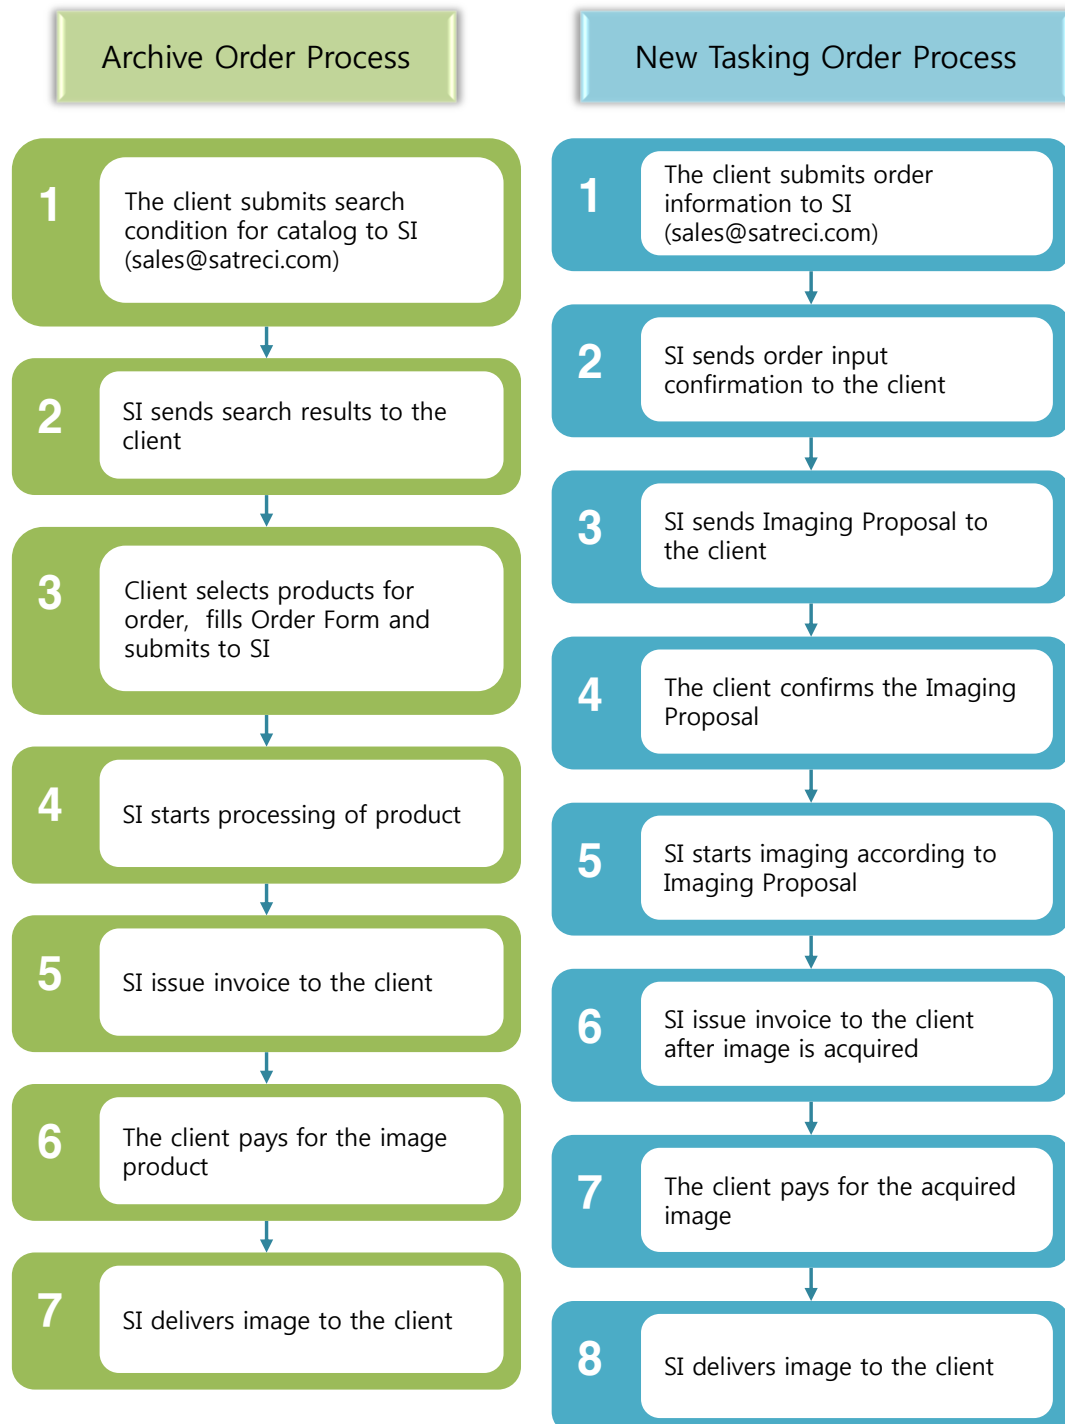 Archive Order Process
1
The client submits search
condition for catalog to SI
(sales@satreci.com)
2
SI sends search results to the
client
3
Client selects products for
order, fills Order Form and
submits to SI
4
SI starts processing of product
5
SI issue invoice to the client
6
The client pays for the image
product
7
SI delivers image to the client
New Tasking Order Process
1
The client submits order
information to SI
(sales@satreci.com)
2
SI sends order input
confirmation to the client
3
SI sends Imaging Proposal to
the client
4
The client confirms the Imaging
Proposal
5
SI starts imaging according to
Imaging Proposal
6
SI issue invoice to the client
after image is acquired
7
The client pays for the acquired
image
8
SI delivers image to the client